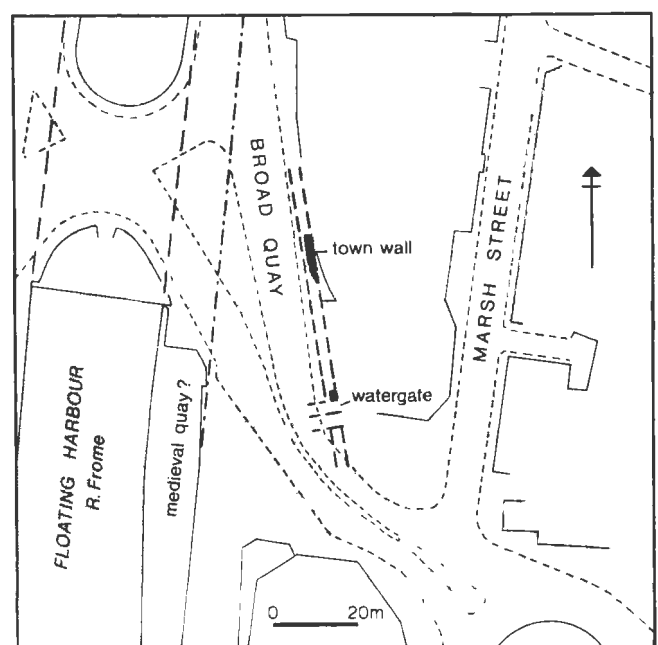 BROAD QUAY
town wall
MARSH STREET
watergate
FLOATING HARBOUR
R. Frome
medieval quay?
0 20m